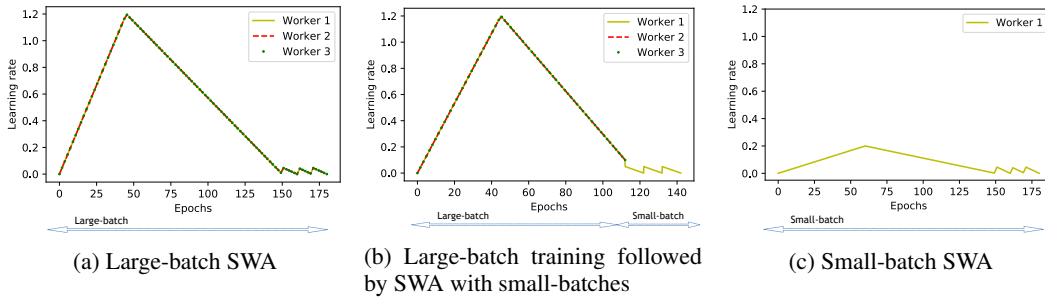 1.2
1.0
0.8
0.6
0.4
0.2
0.0
Learning rate
Worker 1
Worker 2
Worker 3
0 25 50 75 100 125 150 175
Epochs
Large-batch
(a) Large-batch SWA
1.2
1.0
0.8
0.6
0.4
0.2
0.0
Learning rate
Worker 1
Worker 2
Worker 3
0 20 40 60 80 100 120 140
Epochs
Large-batch Small-batch
(b) Large-batch training followed
by SWA with small-batches
1.2
1.0
0.8
0.6
0.4
0.2
0.0
Learning rate
Worker 1
0 25 50 75 100 125 150 175
Epochs
Small-batch
(c) Small-batch SWA